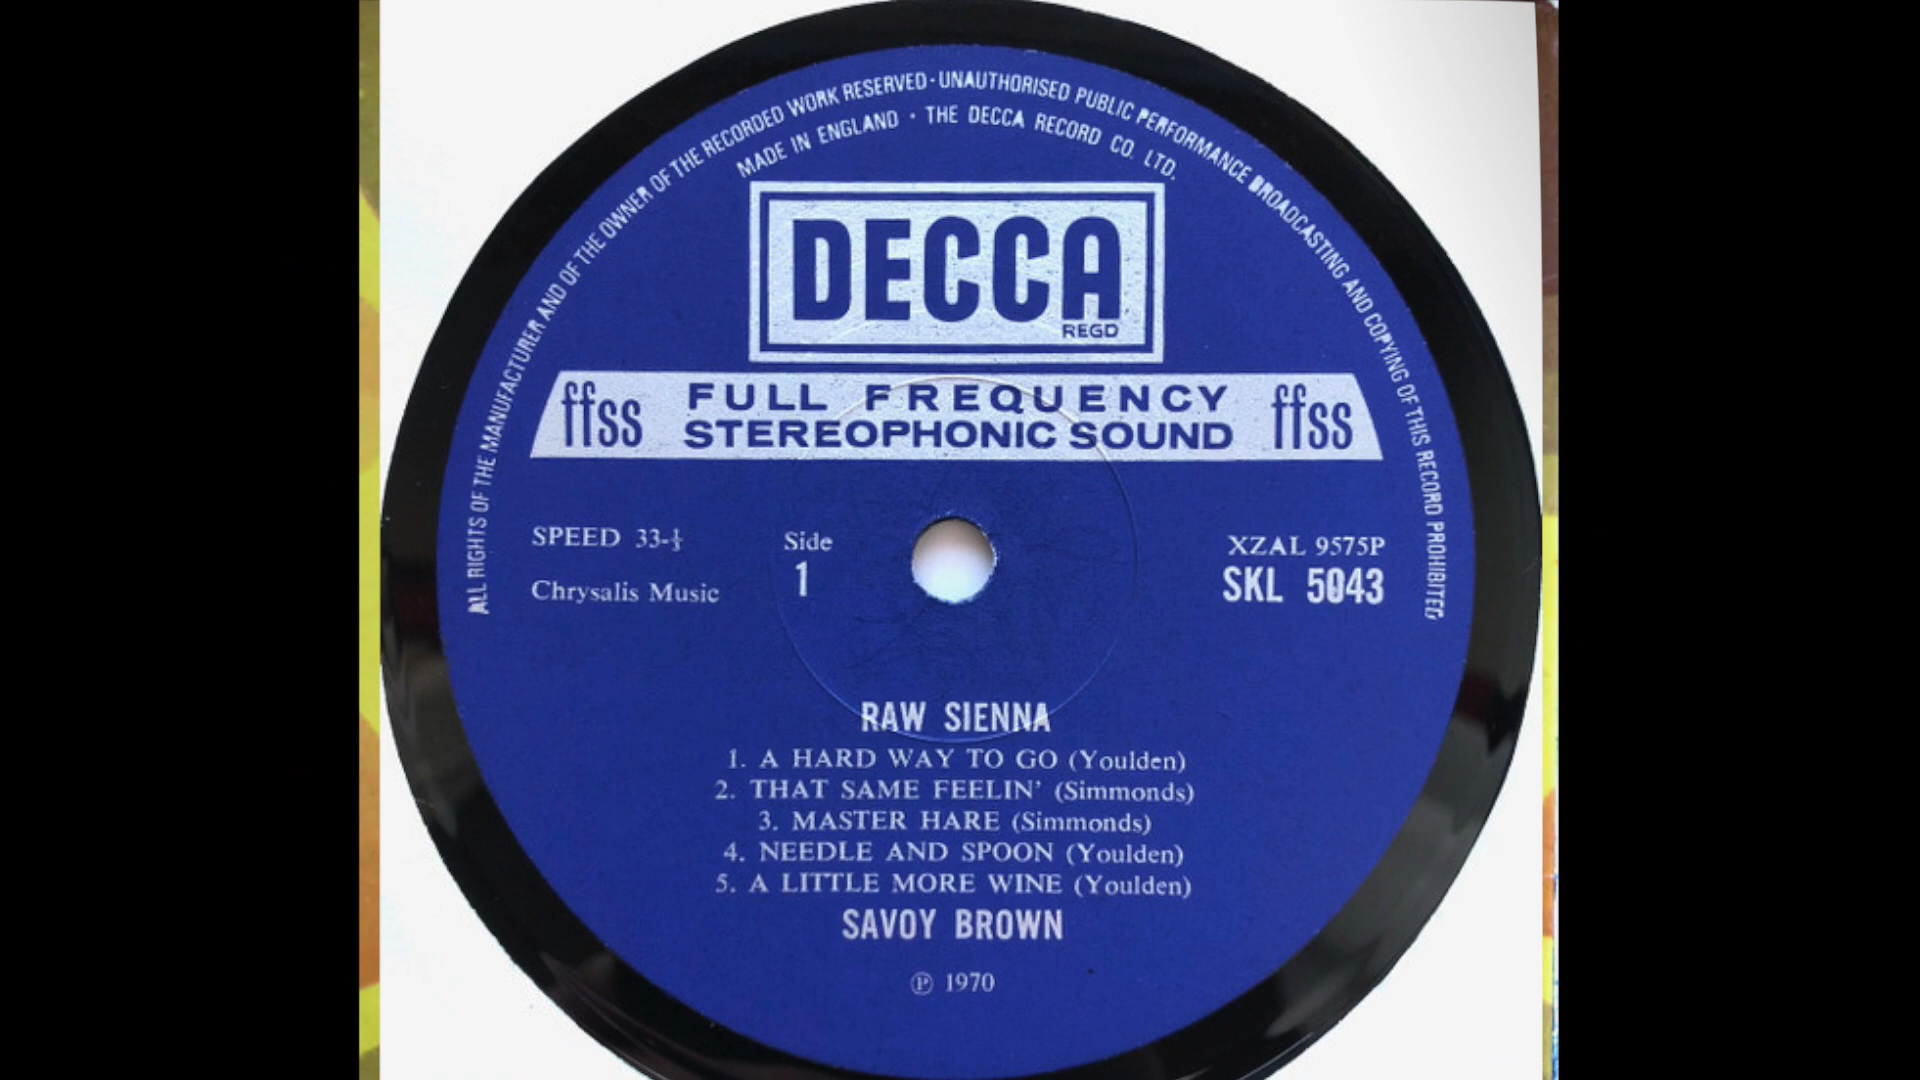 ALL RIGHTS OF THE MANUFACTURER AND OF THE OWNER OF THE RECORDED WORK RESERVED · UNAUTHORISED PUBLIC PERFORMANCE BROADCASTING AND COPYING OF THIS RECORD PROHIBITED
MADE IN ENGLAND · THE DECCA RECORD CO. LTD.
DECCA
REGD
ffss FULL FREQUENCY STEREOPHONIC SOUND ffss
SPEED 33-⅓
Chrysalis Music
Side
1
XZAL 9575P
SKL 5043
RAW SIENNA
1. A HARD WAY TO GO (Youlden)
2. THAT SAME FEELIN' (Simmonds)
3. MASTER HARE (Simmonds)
4. NEEDLE AND SPOON (Youlden)
5. A LITTLE MORE WINE (Youlden)
SAVOY BROWN
℗ 1970